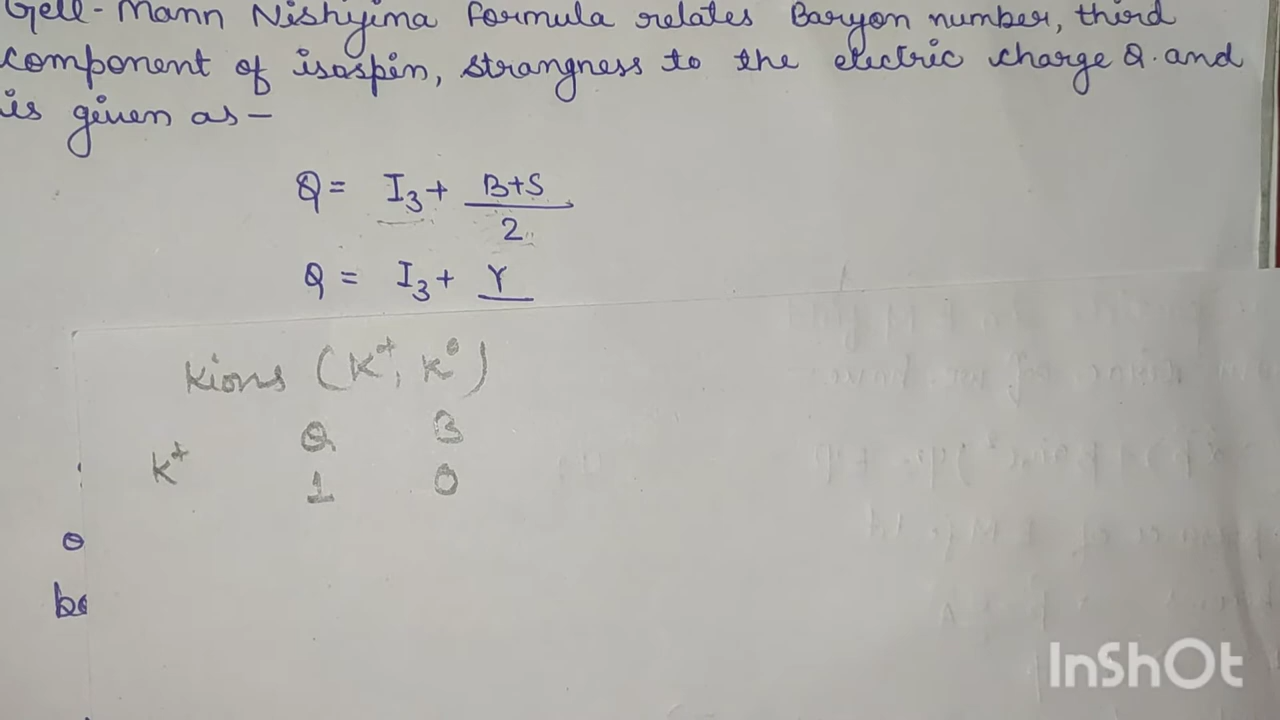 Gell-Mann Nishijima Formula relates Baryon number, third
component of isospin, strangness to the electric charge Q. and
is given as -
Q = I₃ + B+S
2
Q = I₃ + Y
Kions (K⁺, K⁰)
Q B
K⁺
1 0
InShOt